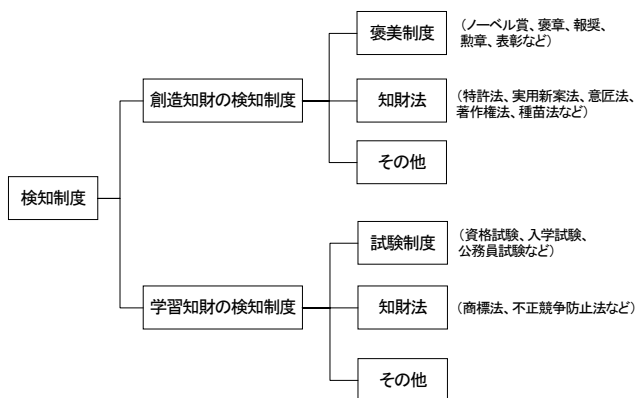 褒美制度
(ノーベル賞、褒章、報奨、
勲章、表彰など)
創造知財の検知制度
知財法
(特許法、実用新案法、意匠法、
著作権法、種苗法など)
その他
検知制度
試験制度
(資格試験、入学試験、
公務員試験など)
学習知財の検知制度
知財法
(商標法、不正競争防止法など)
その他